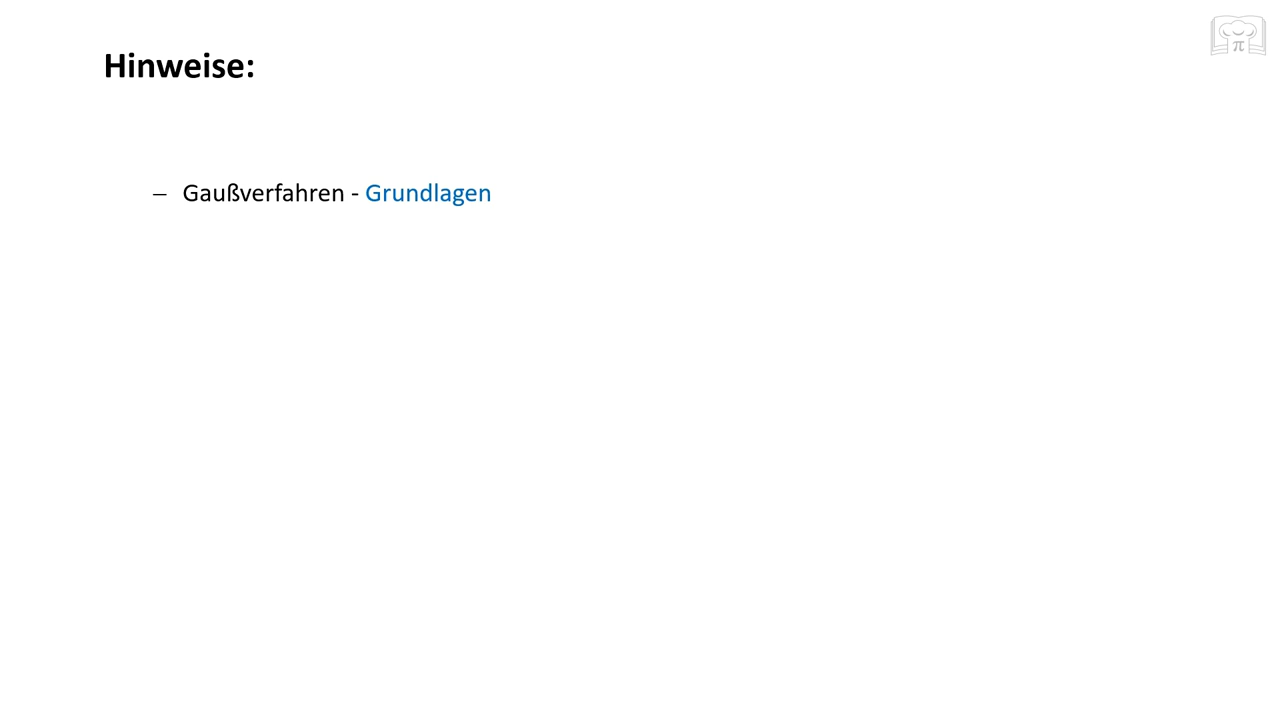 Hinweise:
– Gaußverfahren - Grundlagen
π